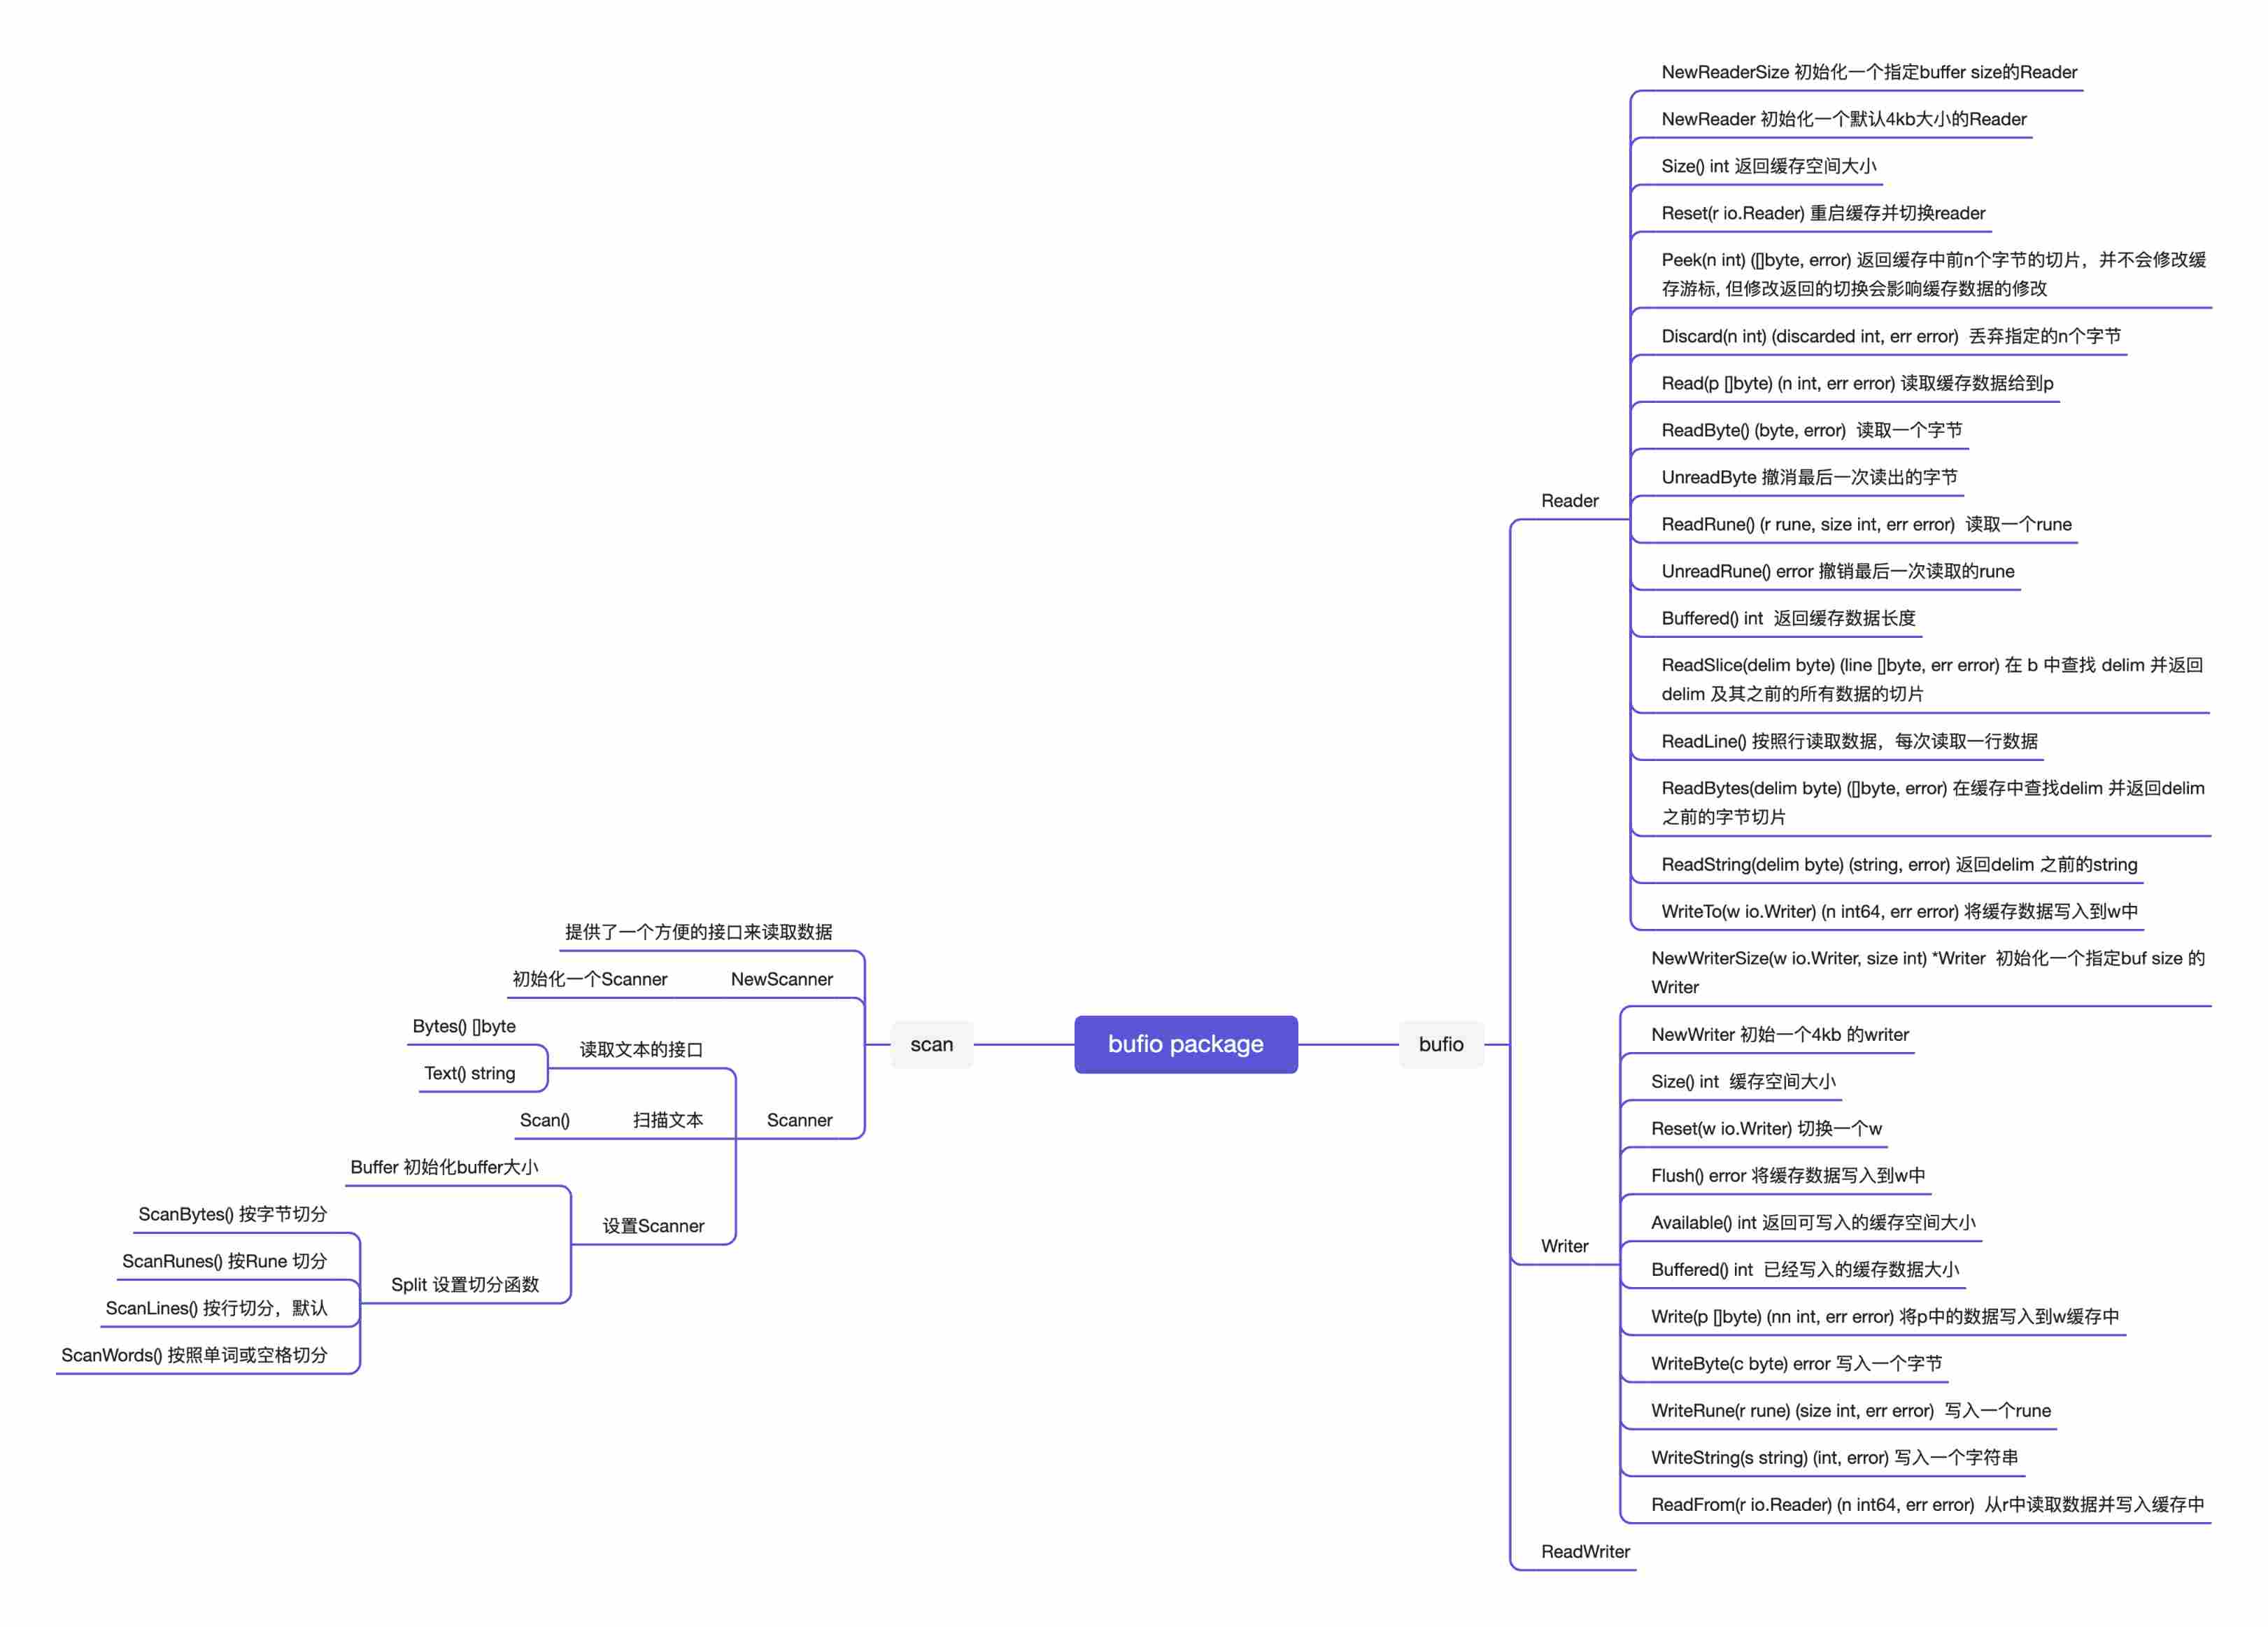 bufio package
bufio
Reader
NewReaderSize 初始化一个指定buffer size的Reader
NewReader 初始化一个默认4kb大小的Reader
Size() int 返回缓存空间大小
Reset(r io.Reader) 重启缓存并切换reader
Peek(n int) ([]byte, error) 返回缓存中前n个字节的切片，并不会修改缓
存游标, 但修改返回的切换会影响缓存数据的修改
Discard(n int) (discarded int, err error)  丢弃指定的n个字节
Read(p []byte) (n int, err error) 读取缓存数据给到p
ReadByte() (byte, error)  读取一个字节
UnreadByte 撤消最后一次读出的字节
ReadRune() (r rune, size int, err error)  读取一个rune
UnreadRune() error 撤销最后一次读取的rune
Buffered() int  返回缓存数据长度
ReadSlice(delim byte) (line []byte, err error) 在 b 中查找 delim 并返回
delim 及其之前的所有数据的切片
ReadLine() 按照行读取数据，每次读取一行数据
ReadBytes(delim byte) ([]byte, error) 在缓存中查找delim 并返回delim
之前的字节切片
ReadString(delim byte) (string, error) 返回delim 之前的string
WriteTo(w io.Writer) (n int64, err error) 将缓存数据写入到w中
Writer
NewWriterSize(w io.Writer, size int) *Writer  初始化一个指定buf size 的
Writer
NewWriter 初始一个4kb 的writer
Size() int  缓存空间大小
Reset(w io.Writer) 切换一个w
Flush() error 将缓存数据写入到w中
Available() int 返回可写入的缓存空间大小
Buffered() int  已经写入的缓存数据大小
Write(p []byte) (nn int, err error) 将p中的数据写入到w缓存中
WriteByte(c byte) error 写入一个字节
WriteRune(r rune) (size int, err error)  写入一个rune
WriteString(s string) (int, error) 写入一个字符串
ReadFrom(r io.Reader) (n int64, err error)  从r中读取数据并写入缓存中
ReadWriter
scan
提供了一个方便的接口来读取数据
NewScanner
初始化一个Scanner
Scanner
读取文本的接口
Bytes() []byte
Text() string
扫描文本
Scan()
设置Scanner
Buffer 初始化buffer大小
Split 设置切分函数
ScanBytes() 按字节切分
ScanRunes() 按Rune 切分
ScanLines() 按行切分，默认
ScanWords() 按照单词或空格切分